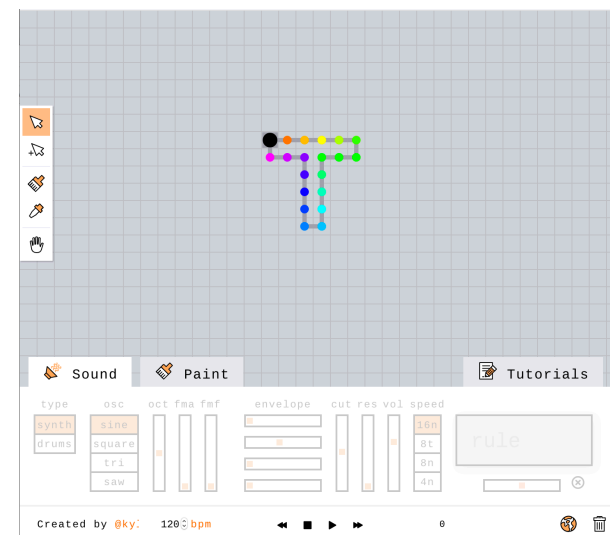 Sound
Paint
Tutorials
type
osc
oct fma fmf
envelope
cut res vol speed
synth
drums
sine
square
tri
saw
16n
8t
8n
4n
rule
Created by @ky
120 bpm
0